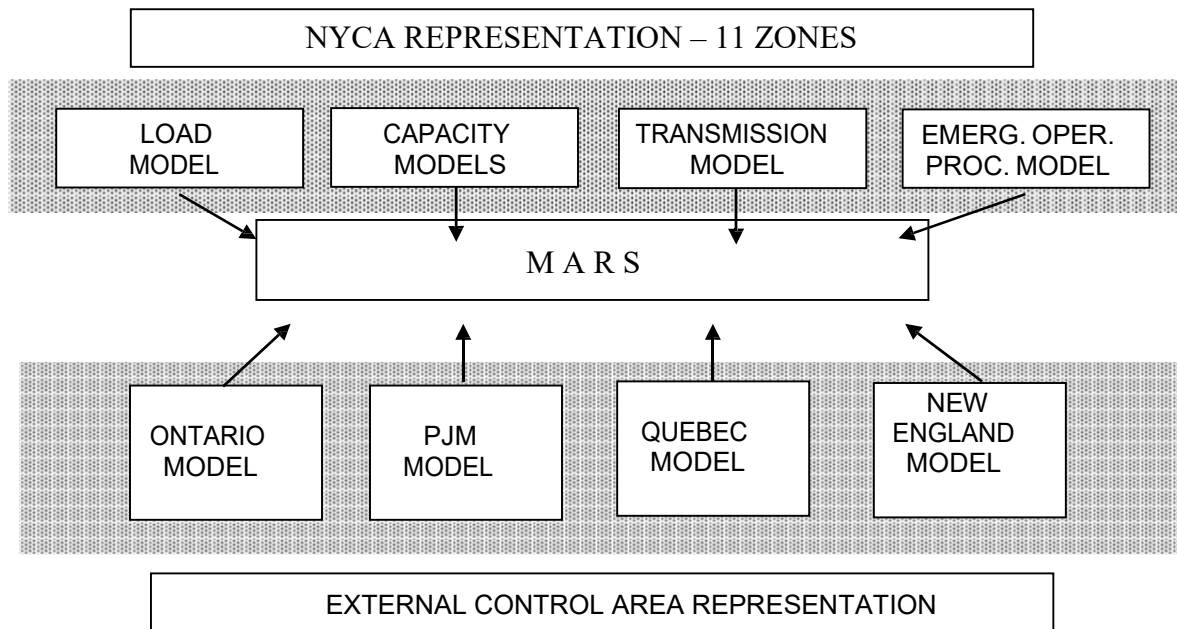 NYCA REPRESENTATION – 11 ZONES
LOAD
MODEL
CAPACITY
MODELS
TRANSMISSION
MODEL
EMERG. OPER.
PROC. MODEL
M A R S
ONTARIO
MODEL
PJM
MODEL
QUEBEC
MODEL
NEW
ENGLAND
MODEL
EXTERNAL CONTROL AREA REPRESENTATION